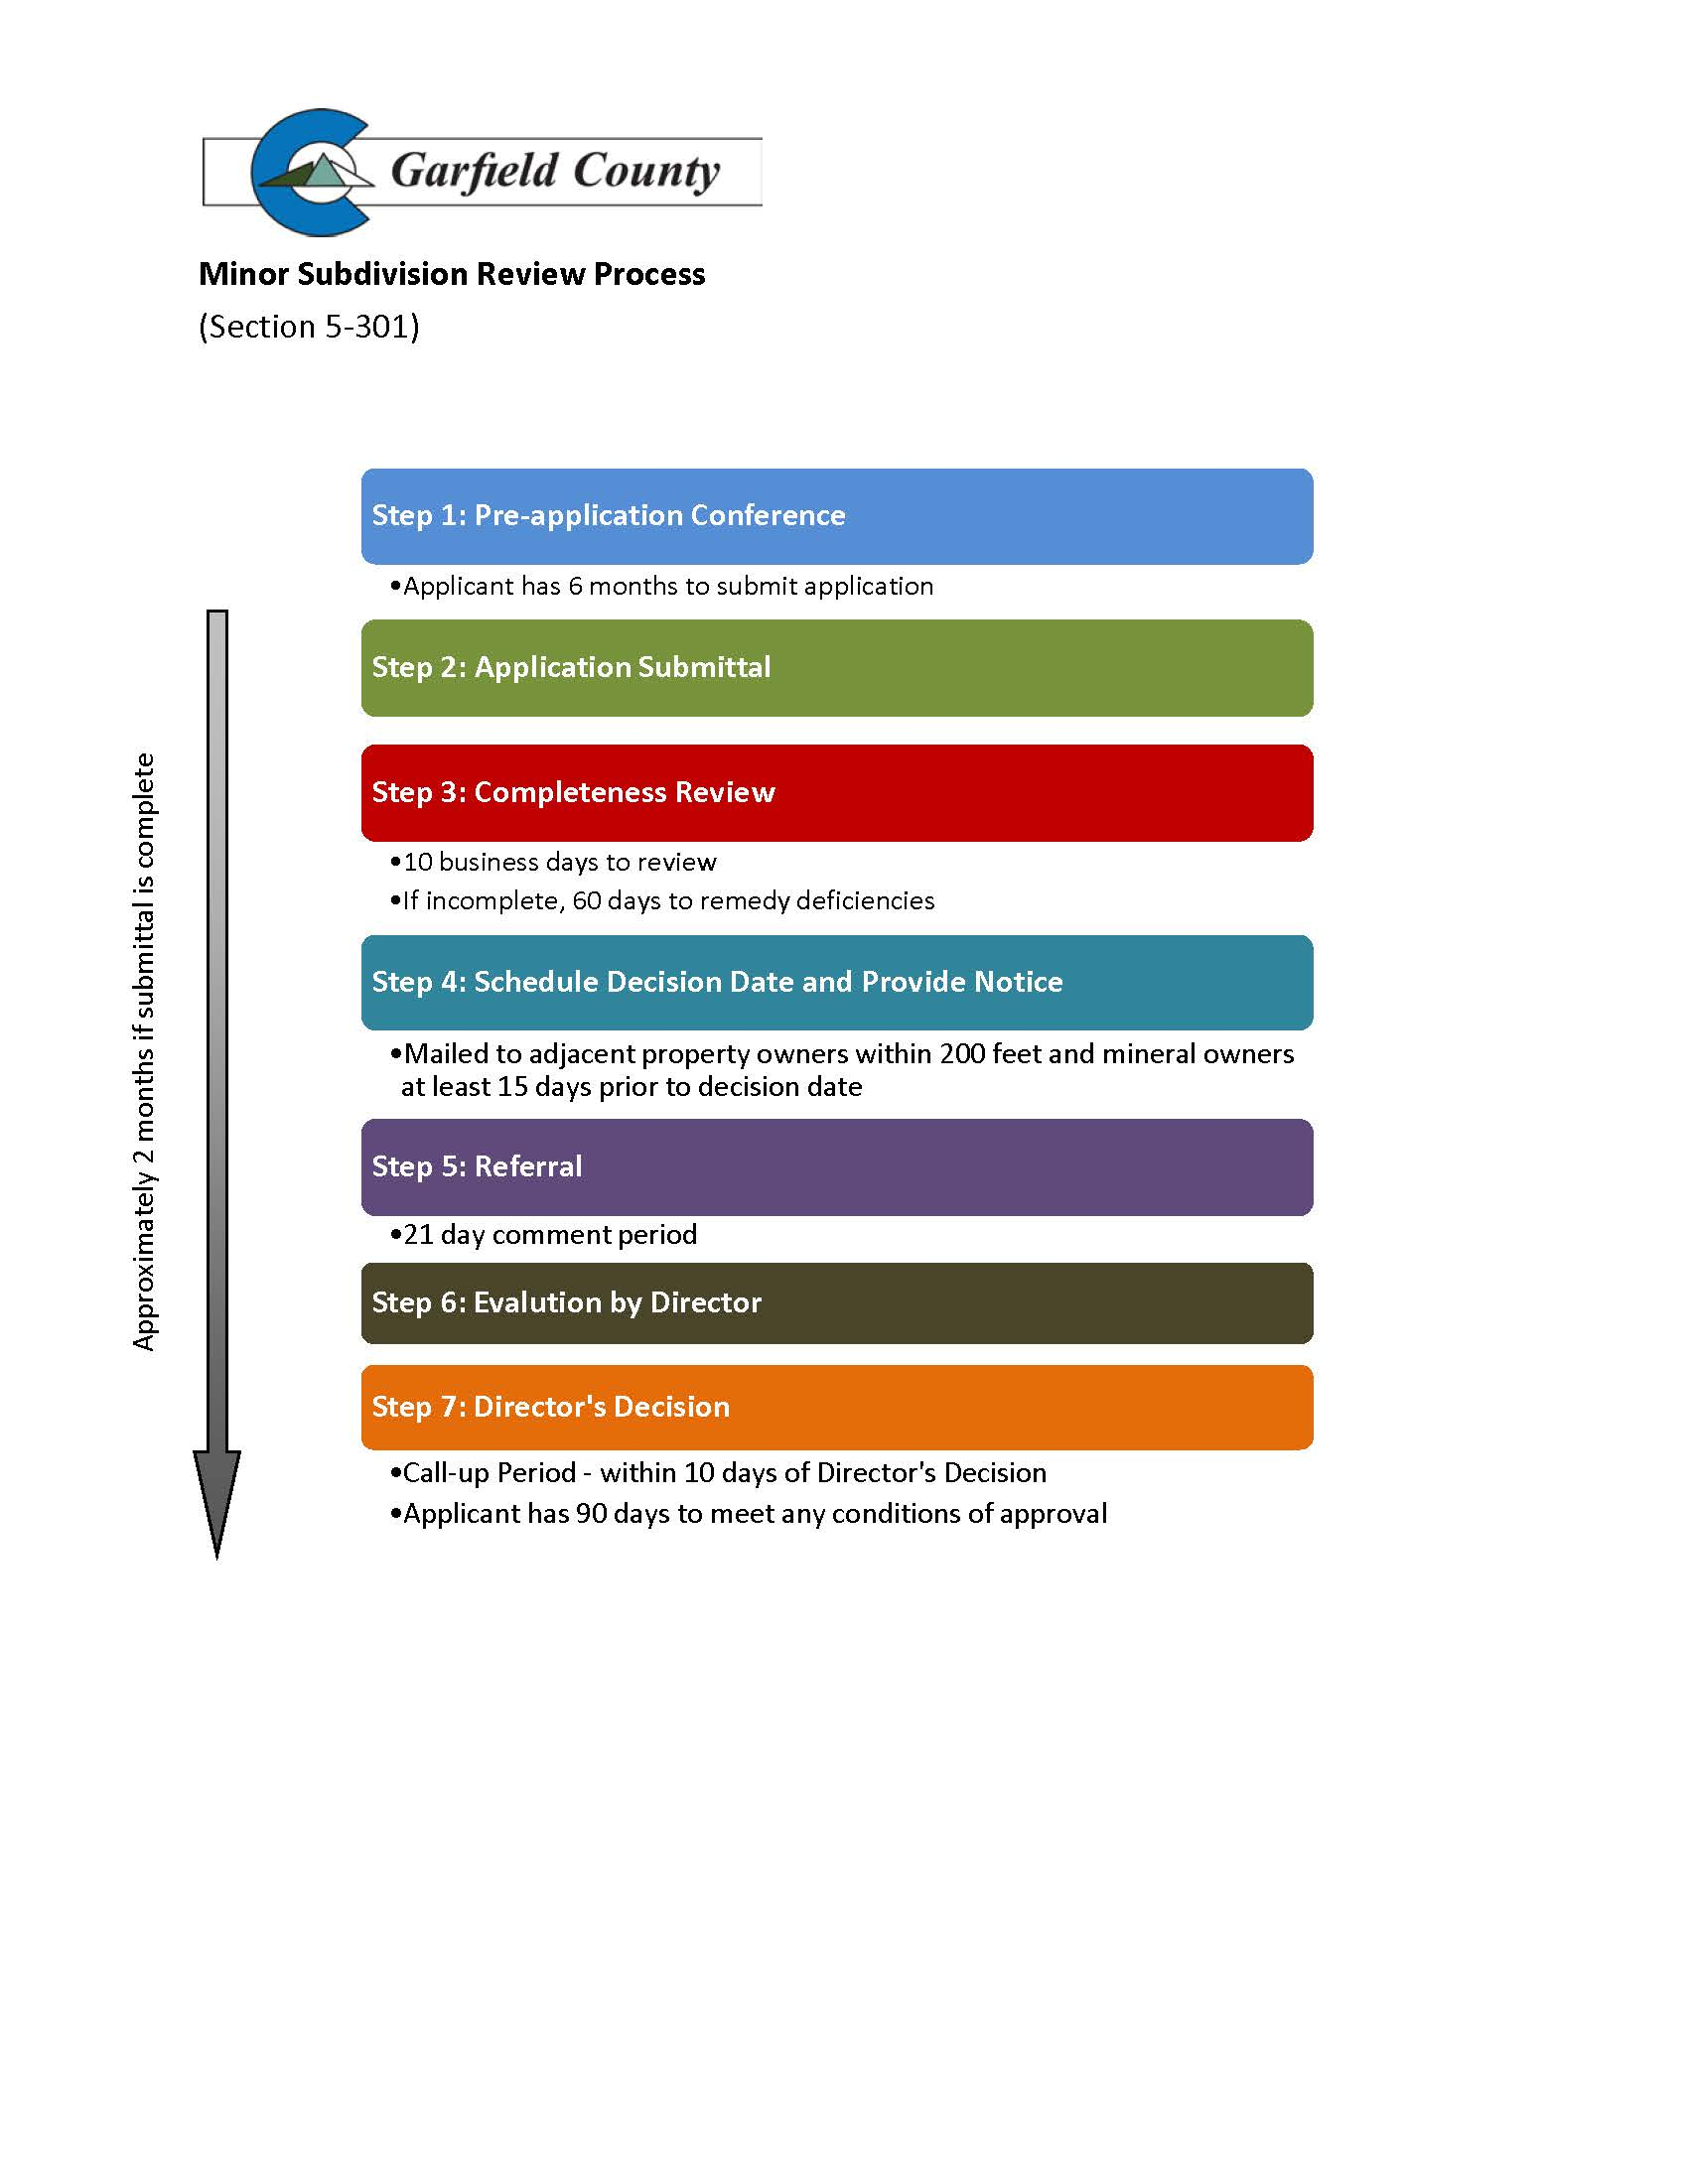 Garfield County
Minor Subdivision Review Process
(Section 5-301)
Step 1: Pre-application Conference
•Applicant has 6 months to submit application
Step 2: Application Submittal
Step 3: Completeness Review
•10 business days to review
•If incomplete, 60 days to remedy deficiencies
Step 4: Schedule Decision Date and Provide Notice
•Mailed to adjacent property owners within 200 feet and mineral owners
at least 15 days prior to decision date
Step 5: Referral
•21 day comment period
Step 6: Evalution by Director
Step 7: Director's Decision
•Call-up Period - within 10 days of Director's Decision
•Applicant has 90 days to meet any conditions of approval
Approximately 2 months if submittal is complete